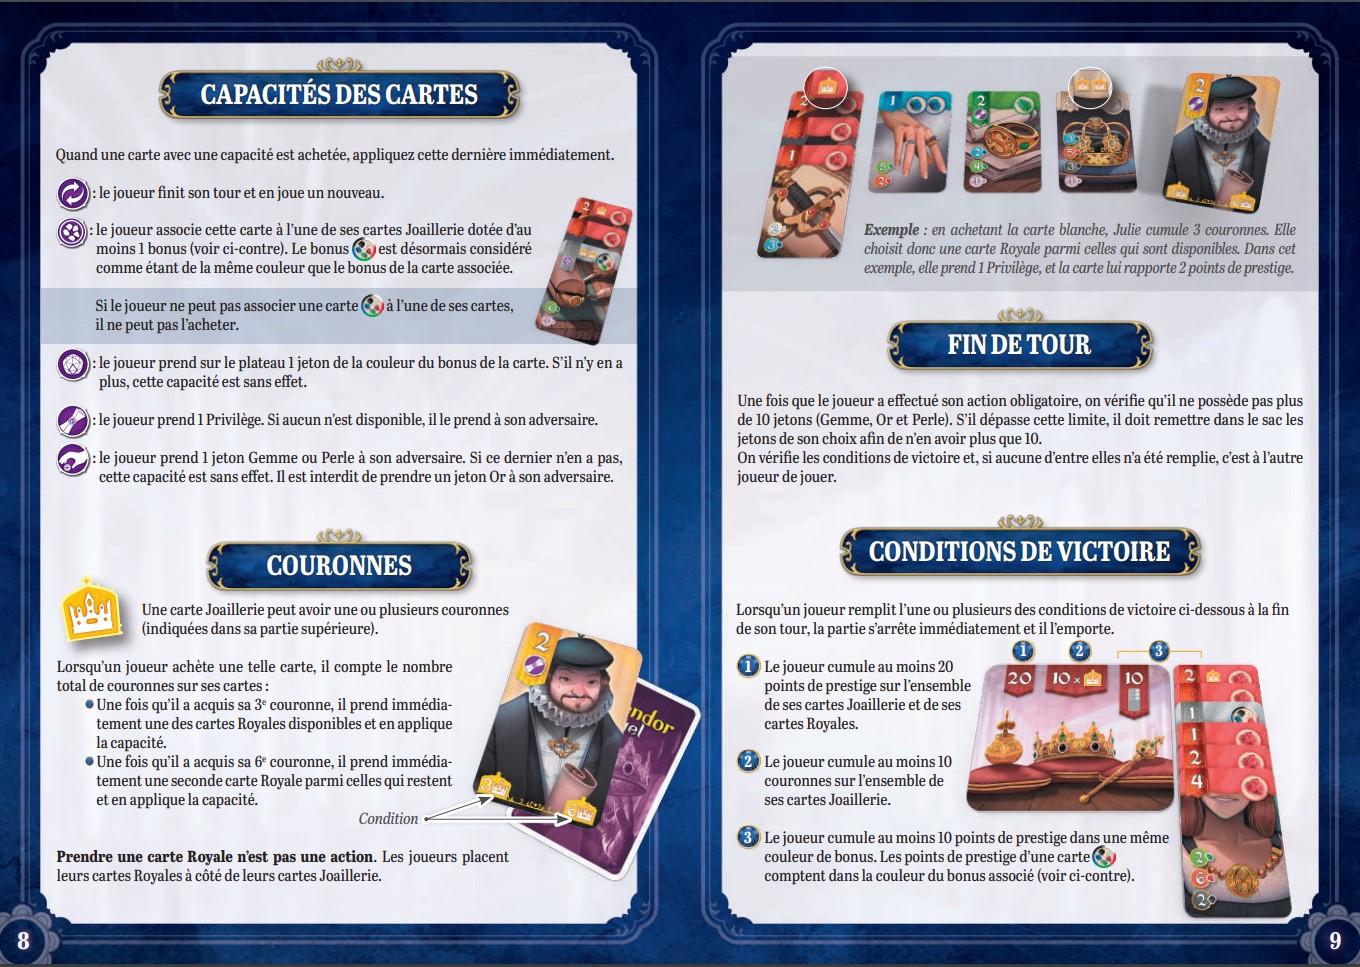 CAPACITÉS DES CARTES
Quand une carte avec une capacité est achetée, appliquez cette dernière immédiatement.
: le joueur finit son tour et en joue un nouveau.
: le joueur associe cette carte à l'une de ses cartes Joaillerie dotée d'au
moins 1 bonus (voir ci-contre). Le bonus est désormais considéré
comme étant de la même couleur que le bonus de la carte associée.
Si le joueur ne peut pas associer une carte à l'une de ses cartes,
il ne peut pas l'acheter.
: le joueur prend sur le plateau 1 jeton de la couleur du bonus de la carte. S'il n'y en a
plus, cette capacité est sans effet.
: le joueur prend 1 Privilège. Si aucun n'est disponible, il le prend à son adversaire.
: le joueur prend 1 jeton Gemme ou Perle à son adversaire. Si ce dernier n'en a pas,
cette capacité est sans effet. Il est interdit de prendre un jeton Or à son adversaire.
COURONNES
Une carte Joaillerie peut avoir une ou plusieurs couronnes
(indiquées dans sa partie supérieure).
Lorsqu'un joueur achète une telle carte, il compte le nombre
total de couronnes sur ses cartes :
Une fois qu'il a acquis sa 3e couronne, il prend immédia-
tement une des cartes Royales disponibles et en applique
la capacité.
Une fois qu'il a acquis sa 6e couronne, il prend immédia-
tement une seconde carte Royale parmi celles qui restent
et en applique la capacité.
2
3
6
Condition
Prendre une carte Royale n'est pas une action. Les joueurs placent
leurs cartes Royales à côté de leurs cartes Joaillerie.
8
2
1
1
2
2
Exemple : en achetant la carte blanche, Julie cumule 3 couronnes. Elle
choisit donc une carte Royale parmi celles qui sont disponibles. Dans cet
exemple, elle prend 1 Privilège, et la carte lui rapporte 2 points de prestige.
FIN DE TOUR
Une fois que le joueur a effectué son action obligatoire, on vérifie qu'il ne possède pas plus
de 10 jetons (Gemme, Or et Perle). S'il dépasse cette limite, il doit remettre dans le sac les
jetons de son choix afin de n'en avoir plus que 10.
On vérifie les conditions de victoire et, si aucune d'entre elles n'a été remplie, c'est à l'autre
joueur de jouer.
CONDITIONS DE VICTOIRE
Lorsqu'un joueur remplit l'une ou plusieurs des conditions de victoire ci-dessous à la fin
de son tour, la partie s'arrête immédiatement et il l'emporte.
1 Le joueur cumule au moins 20
points de prestige sur l'ensemble
de ses cartes Joaillerie et de ses
cartes Royales.
2 Le joueur cumule au moins 10
couronnes sur l'ensemble de
ses cartes Joaillerie.
3 Le joueur cumule au moins 10 points de prestige dans une même
couleur de bonus. Les points de prestige d'une carte
comptent dans la couleur du bonus associé (voir ci-contre).
1 2 3
20 10 x 10
2
1
1
2
4
2
6
2
9